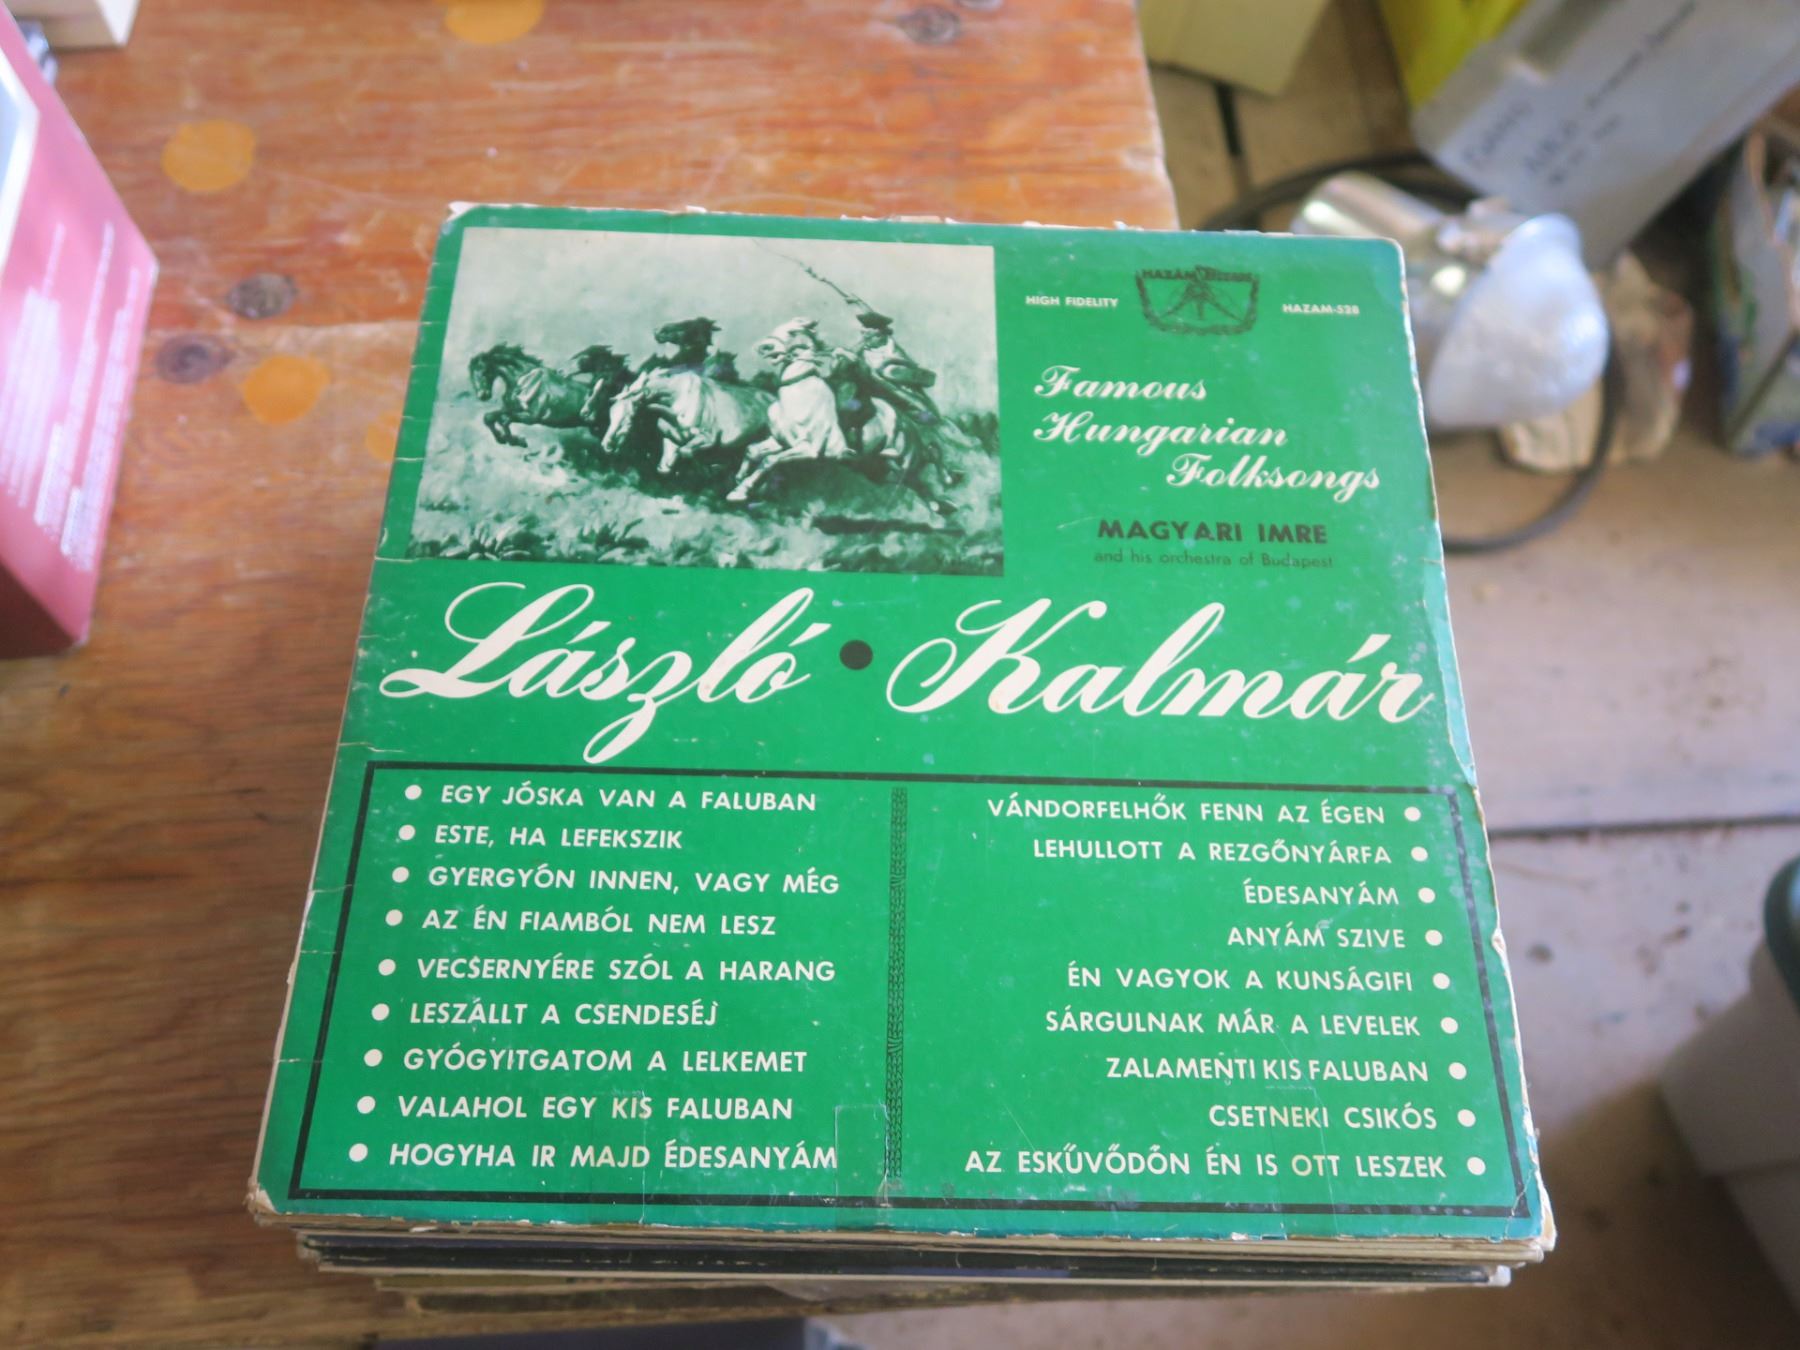 HIGH FIDELITY
HAZAM-528
Famous
Hungarian
Folksongs
MAGYARI IMRE
and his orchestra of Budapest
László • Kalmár
• EGY JÓSKA VAN A FALUBAN
• ESTE, HA LEFEKSZIK
• GYERGYÓN INNEN, VAGY MÉG
• AZ ÉN FIAMBÓL NEM LESZ
• VECSERNYÉRE SZÓL A HARANG
• LESZÁLLT A CSENDESÉJ
• GYÓGYITGATOM A LELKEMET
• VALAHOL EGY KIS FALUBAN
• HOGYHA IR MAJD ÉDESANYÁM
VÁNDORFELHŐK FENN AZ ÉGEN •
LEHULLOTT A REZGŐNYÁRFA •
ÉDESANYÁM •
ANYÁM SZIVE •
ÉN VAGYOK A KUNSÁGIFI •
SÁRGULNAK MÁR A LEVELEK •
ZALAMENTI KIS FALUBAN •
CSETNEKI CSIKÓS •
AZ ESKŰVŐDÖN ÉN IS OTT LESZEK •